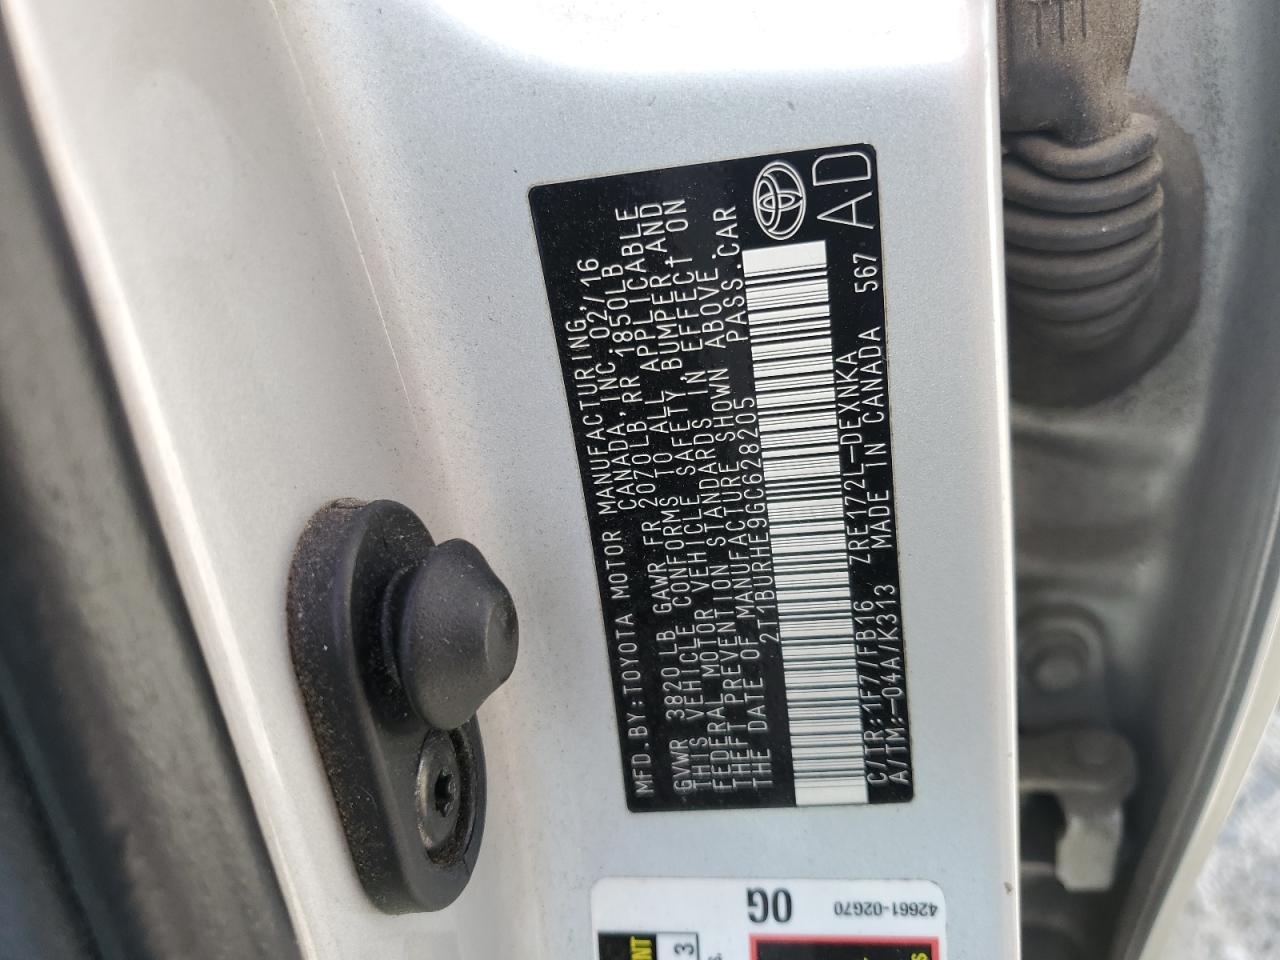 MFD.BY:TOYOTA MOTOR MANUFACTURING,
CANADA,INC. 02/16
GVWR 3820LB GAWR FR 2070LB,RR 1850LB
THIS VEHICLE CONFORMS TO ALL APPLICABLE
FEDERAL MOTOR VEHICLE SAFETY,BUMPER,AND
THEFT PREVENTION STANDARDS IN EFFECT ON
THE DATE OF MANUFACTURE SHOWN ABOVE.
2T1BURHE9GC628205 PASS.CAR
C/TR:1F7/FB16 ZRE172L-DEXNKA 567
A/TM:-04A/K313 MADE IN CANADA
AD
0G
42661-02G70
3